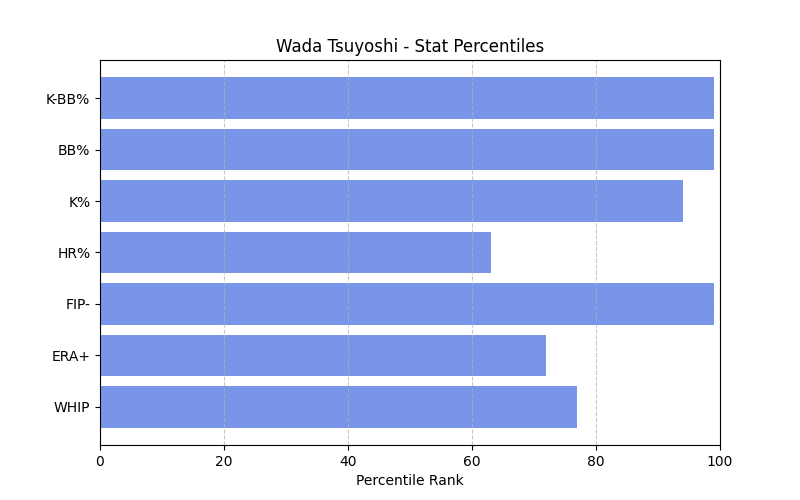 Wada Tsuyoshi - Stat Percentiles
K-BB%
BB%
K%
HR%
FIP-
ERA+
WHIP
0 20 40 60 80 100
Percentile Rank